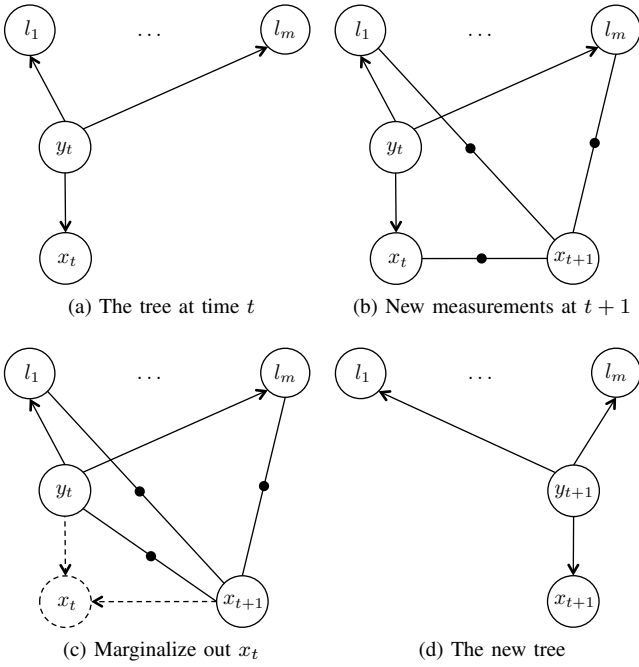 l₁ … lₘ l₁ … lₘ
yₜ yₜ
xₜ xₜ xₜ₊₁
(a) The tree at time t (b) New measurements at t + 1
l₁ … lₘ l₁ … lₘ
yₜ yₜ₊₁
xₜ xₜ₊₁ xₜ₊₁
(c) Marginalize out xₜ (d) The new tree